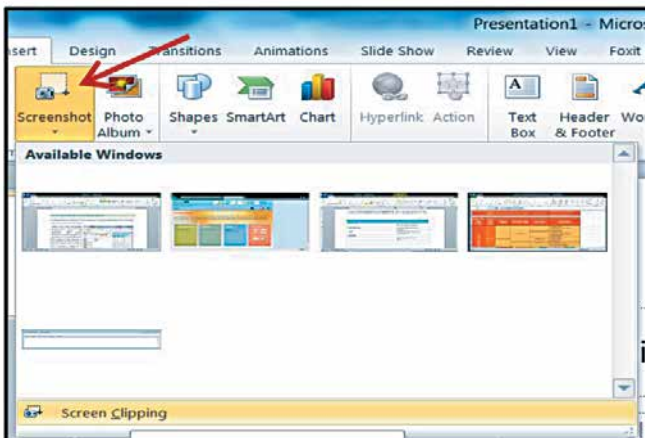 Presentation1 - Micros
sert Design Transitions Animations Slide Show Review View Foxit
Screenshot Photo Album Shapes SmartArt Chart Hyperlink Action Text Box Header & Footer Wo
Available Windows
Screen Clipping